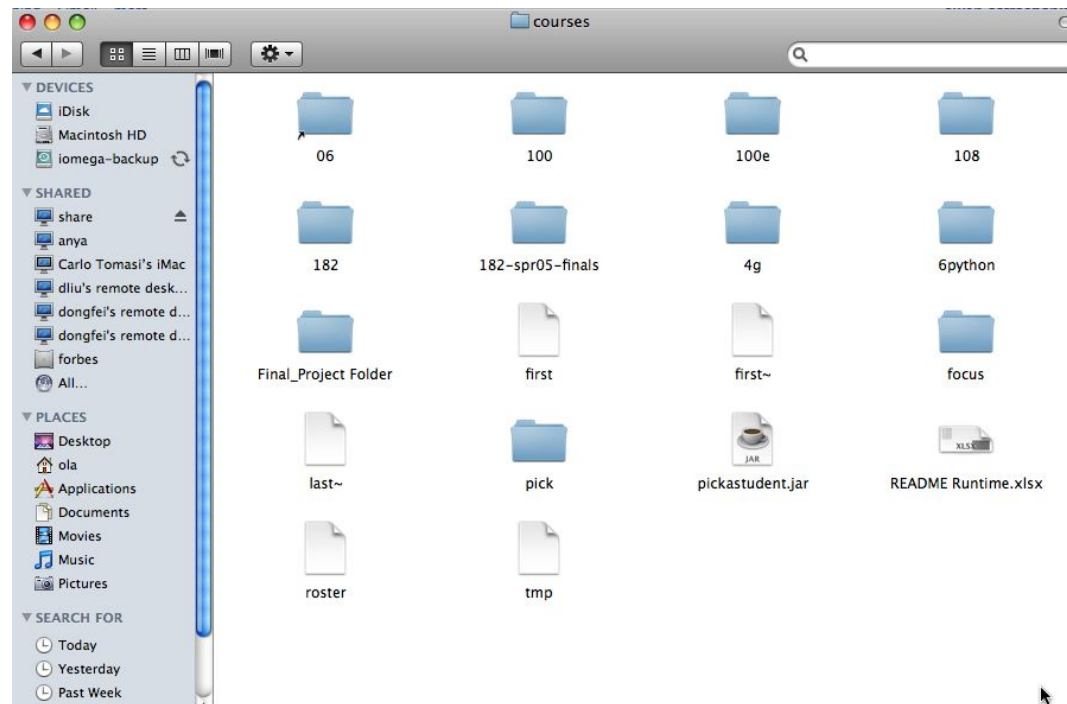 courses
DEVICES
iDisk
Macintosh HD
iomega-backup
SHARED
share
anya
Carlo Tomasi's iMac
dliu's remote desk...
dongfei's remote d...
dongfei's remote d...
forbes
All...
PLACES
Desktop
ola
Applications
Documents
Movies
Music
Pictures
SEARCH FOR
Today
Yesterday
Past Week
06 100 100e 108
182 182-spr05-finals 4g 6python
Final_Project Folder first first~ focus
JAR XLSX
last~ pick pickastudent.jar README Runtime.xlsx
roster tmp